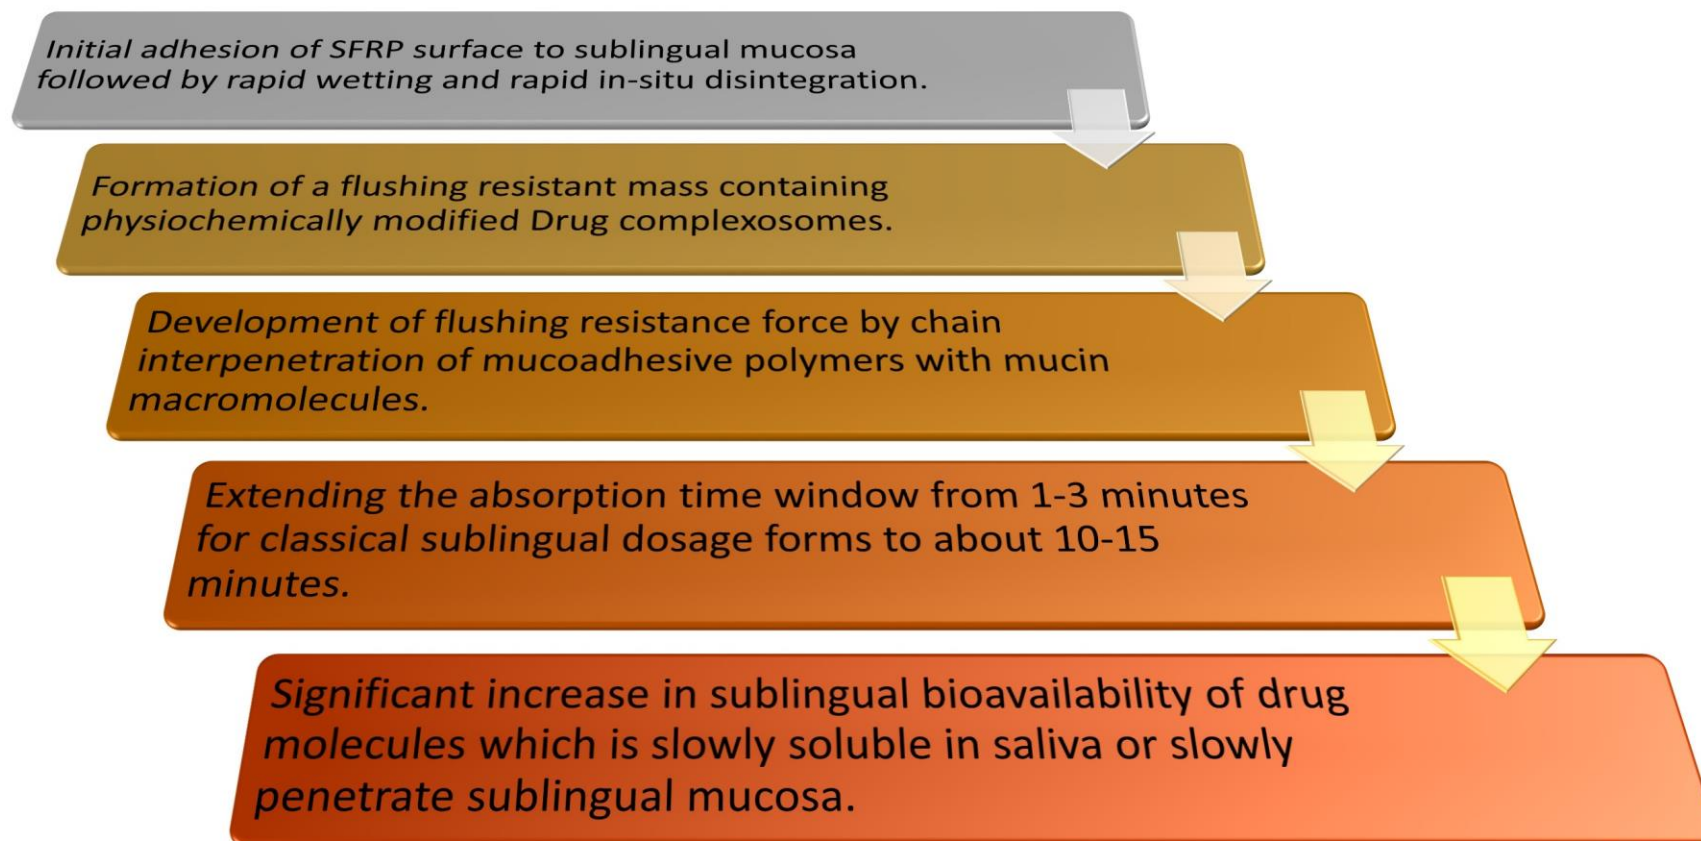 Initial adhesion of SFRP surface to sublingual mucosa
followed by rapid wetting and rapid in-situ disintegration.
Formation of a flushing resistant mass containing
physiochemically modified Drug complexosomes.
Development of flushing resistance force by chain
interpenetration of mucoadhesive polymers with mucin
macromolecules.
Extending the absorption time window from 1-3 minutes
for classical sublingual dosage forms to about 10-15
minutes.
Significant increase in sublingual bioavailability of drug
molecules which is slowly soluble in saliva or slowly
penetrate sublingual mucosa.